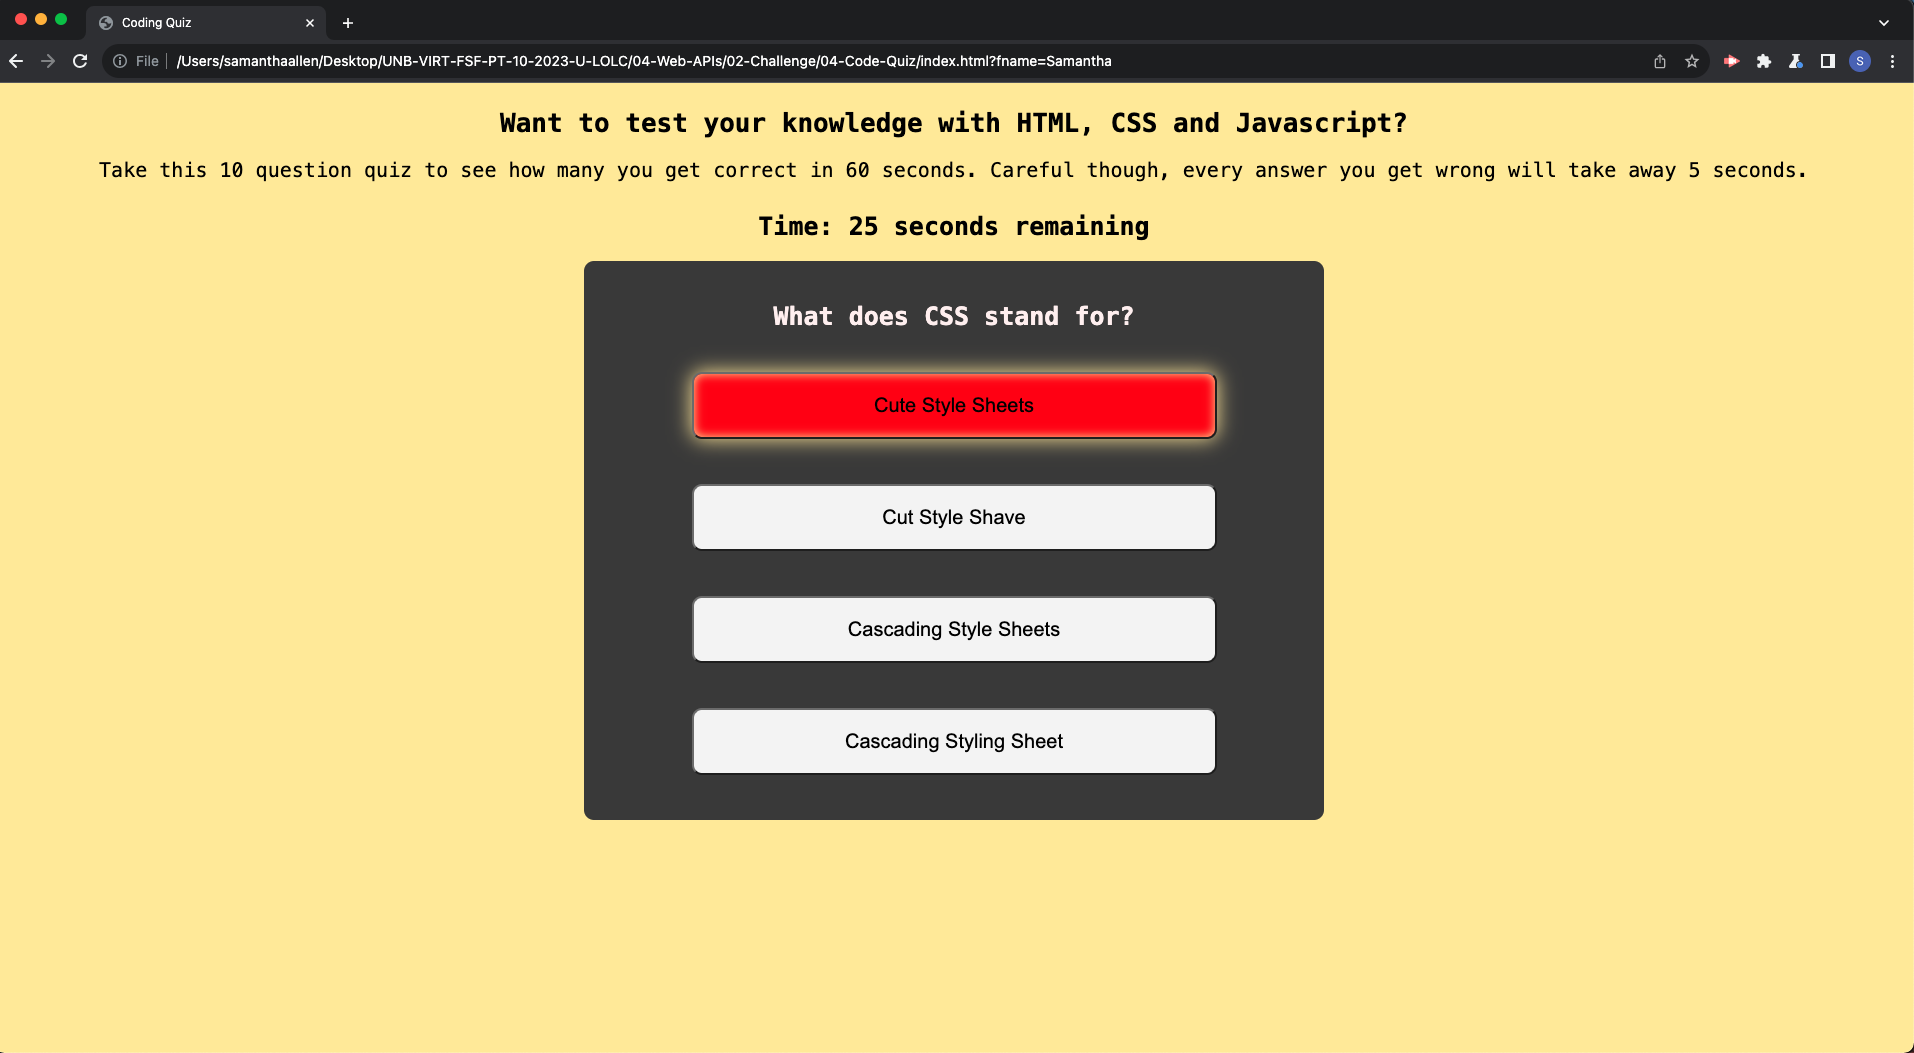 Coding Quiz
File /Users/samanthaallen/Desktop/UNB-VIRT-FSF-PT-10-2023-U-LOLC/04-Web-APIs/02-Challenge/04-Code-Quiz/index.html?fname=Samantha
S
Want to test your knowledge with HTML, CSS and Javascript?
Take this 10 question quiz to see how many you get correct in 60 seconds. Careful though, every answer you get wrong will take away 5 seconds.
Time: 25 seconds remaining
What does CSS stand for?
Cute Style Sheets
Cut Style Shave
Cascading Style Sheets
Cascading Styling Sheet